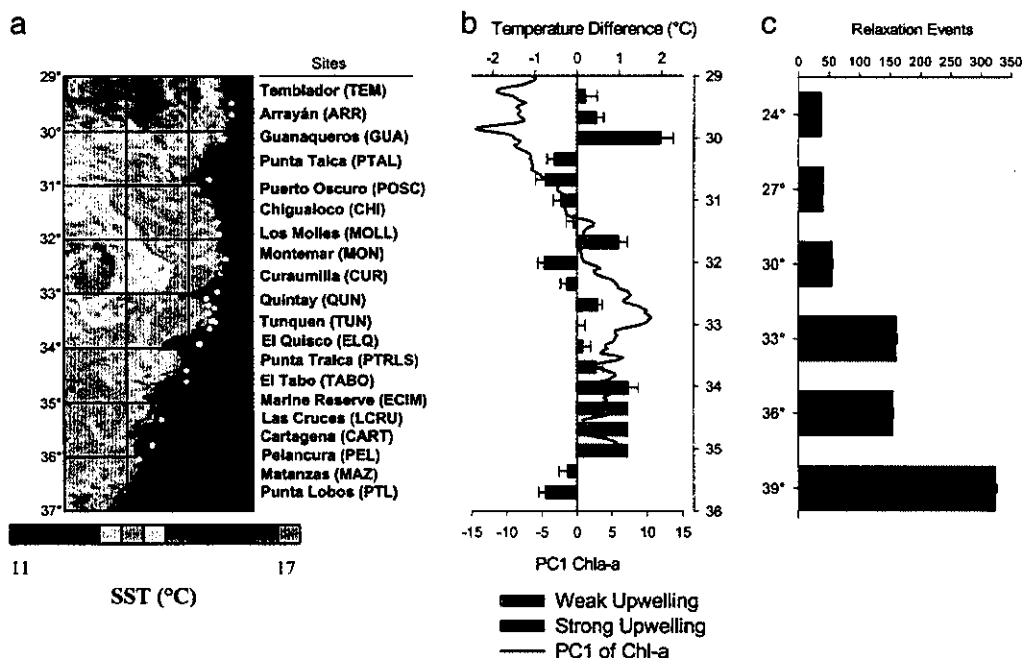 a
Sites
29°
30°
31°
32°
33°
34°
35°
36°
37°
Temblador (TEM)
Arrayán (ARR)
Guanaqueros (GUA)
Punta Talca (PTAL)
Puerto Oscuro (POSC)
Chigualoco (CHI)
Los Molles (MOLL)
Montemar (MON)
Curaumilla (CUR)
Quintay (QUN)
Tunquen (TUN)
El Quisco (ELQ)
Punta Tralca (PTRLS)
El Tabo (TABO)
Marine Reserve (ECIM)
Las Cruces (LCRU)
Cartagena (CART)
Pelancura (PEL)
Matanzas (MAZ)
Punta Lobos (PTL)
11 17
SST (°C)
b
Temperature Difference (°C)
-2 -1 0 1 2
29
30
31
32
33
34
35
36
-15 -5 0 5 10 15
PC1 Chla-a
Weak Upwelling
Strong Upwelling
PC1 of Chl-a
c
Relaxation Events
0 50 100 150 200 250 300 350
24°
27°
30°
33°
36°
39°